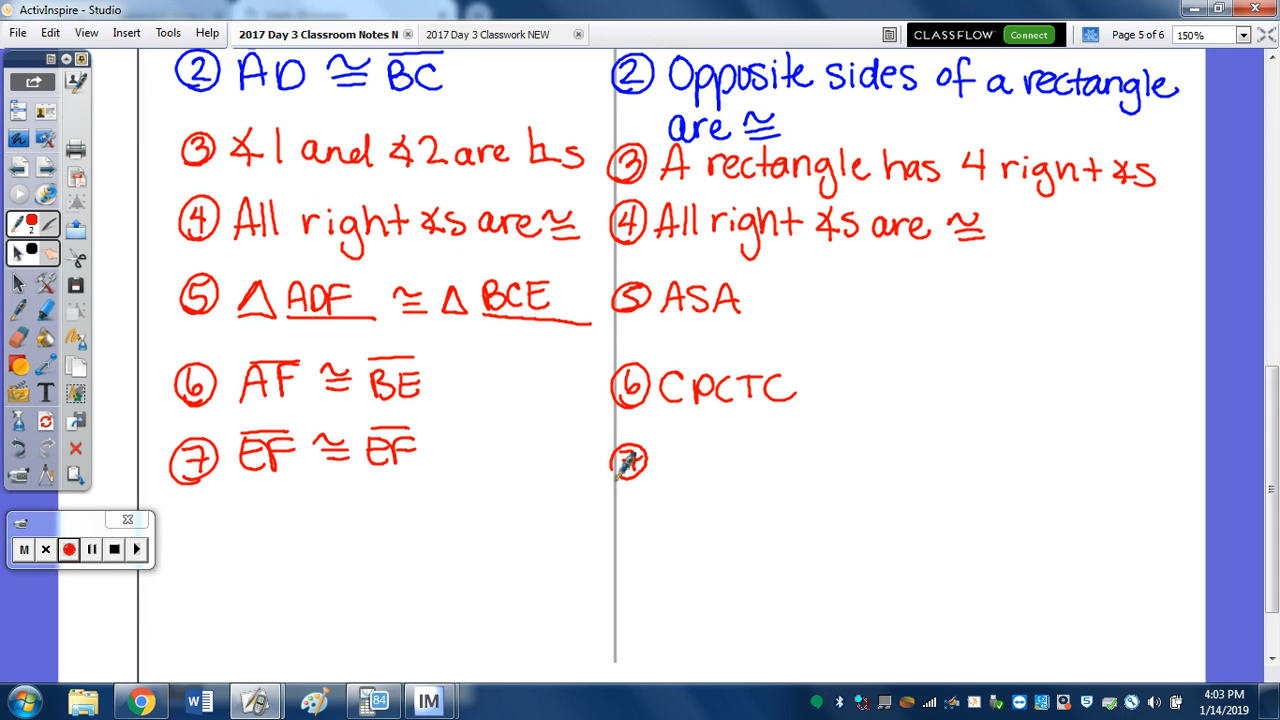 ActivInspire - Studio
File Edit View Insert Tools Help
2017 Day 3 Classroom Notes N
2017 Day 3 Classwork NEW
CLASSFLOW Connect
Page 5 of 6
150%
② AD ≅ BC
② Opposite sides of a rectangle
are ≅
③ ∡1 and ∡2 are ⊾s
③ A rectangle has 4 right ∡s
④ All right ∡s are ≅
④ All right ∡s are ≅
⑤ △ ADF ≅ △ BCE
⑤ ASA
⑥ AF ≅ BE
⑥ CPCTC
⑦ EF ≅ EF
⑦
2
M
84
IM
4:03 PM
1/14/2019